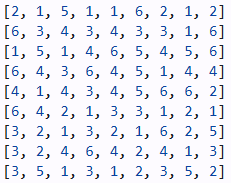 [2, 1, 5, 1, 1, 6, 2, 1, 2]
[6, 3, 4, 3, 4, 3, 3, 1, 6]
[1, 5, 1, 4, 6, 5, 4, 5, 6]
[6, 4, 3, 6, 4, 5, 1, 4, 4]
[4, 1, 4, 3, 4, 5, 6, 6, 2]
[6, 4, 2, 1, 3, 3, 1, 2, 1]
[3, 2, 1, 3, 2, 1, 6, 2, 5]
[3, 2, 4, 6, 4, 2, 4, 1, 3]
[3, 5, 1, 3, 1, 2, 3, 5, 2]